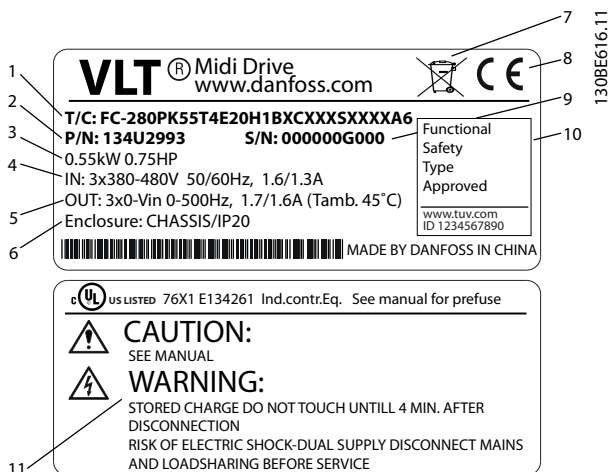 7
8
9
10
130BE616.11
1
2
3
4
5
6
VLT ® Midi Drive
www.danfoss.com
CE
T/C: FC-280PK55T4E20H1BXCXXXSXXXXA6
P/N: 134U2993 S/N: 000000G000
0.55kW 0.75HP
IN: 3x380-480V 50/60Hz, 1.6/1.3A
OUT: 3x0-Vin 0-500Hz, 1.7/1.6A (Tamb. 45˚C)
Enclosure: CHASSIS/IP20
Functional
Safety
Type
Approved
www.tuv.com
ID 1234567890
MADE BY DANFOSS IN CHINA
c UL US LISTED 76X1 E134261 Ind.contr.Eq. See manual for prefuse
CAUTION:
SEE MANUAL
WARNING:
STORED CHARGE DO NOT TOUCH UNTILL 4 MIN. AFTER
DISCONNECTION
RISK OF ELECTRIC SHOCK-DUAL SUPPLY DISCONNECT MAINS
AND LOADSHARING BEFORE SERVICE
11